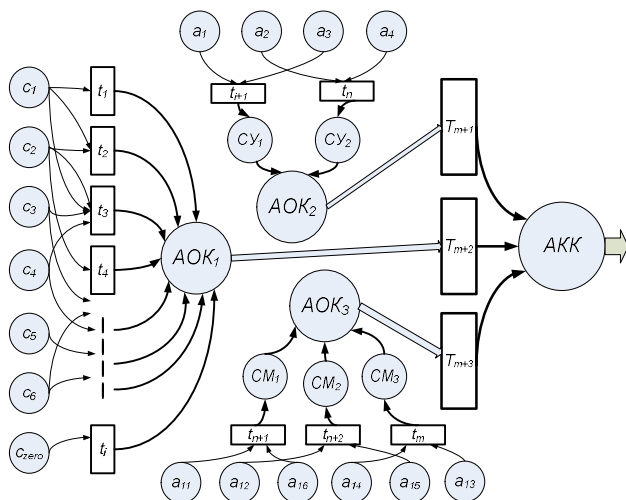 a1 a2 a3 a4
c1 t1 ti+1 tn Tm+1
c2 t2 СУ1 СУ2
c3 t3 АОК2
c4 t4 АОК1 Tm+2 АКК
АОК3
c5 Tm+3
c6 СМ1 СМ2 СМ3
czero ti tn+1 tn+2 tm
a11 a12 a16 a14 a15 a13